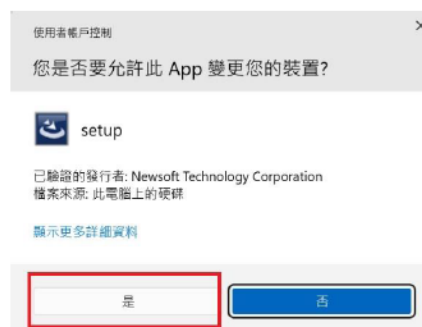 使用者帳戶控制
您是否要允許此 App 變更您的裝置?
setup
已驗證的發行者: Newsoft Technology Corporation
檔案來源: 此電腦上的硬碟
顯示更多詳細資料
是
否